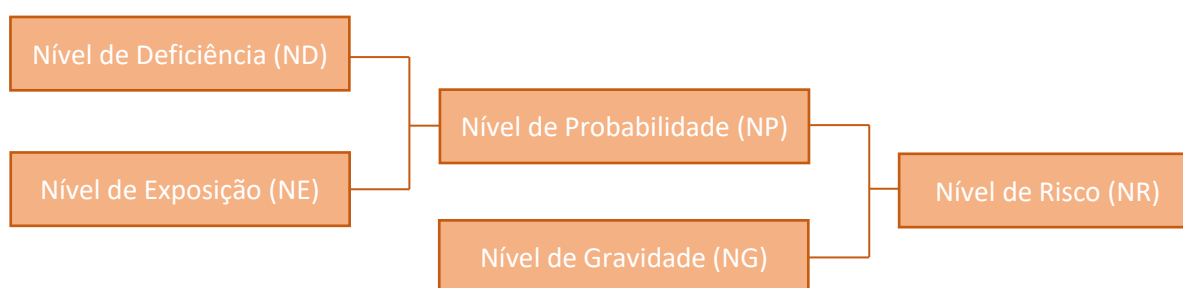 Nível de Deficiência (ND)
Nível de Probabilidade (NP)
Nível de Exposição (NE)
Nível de Risco (NR)
Nível de Gravidade (NG)